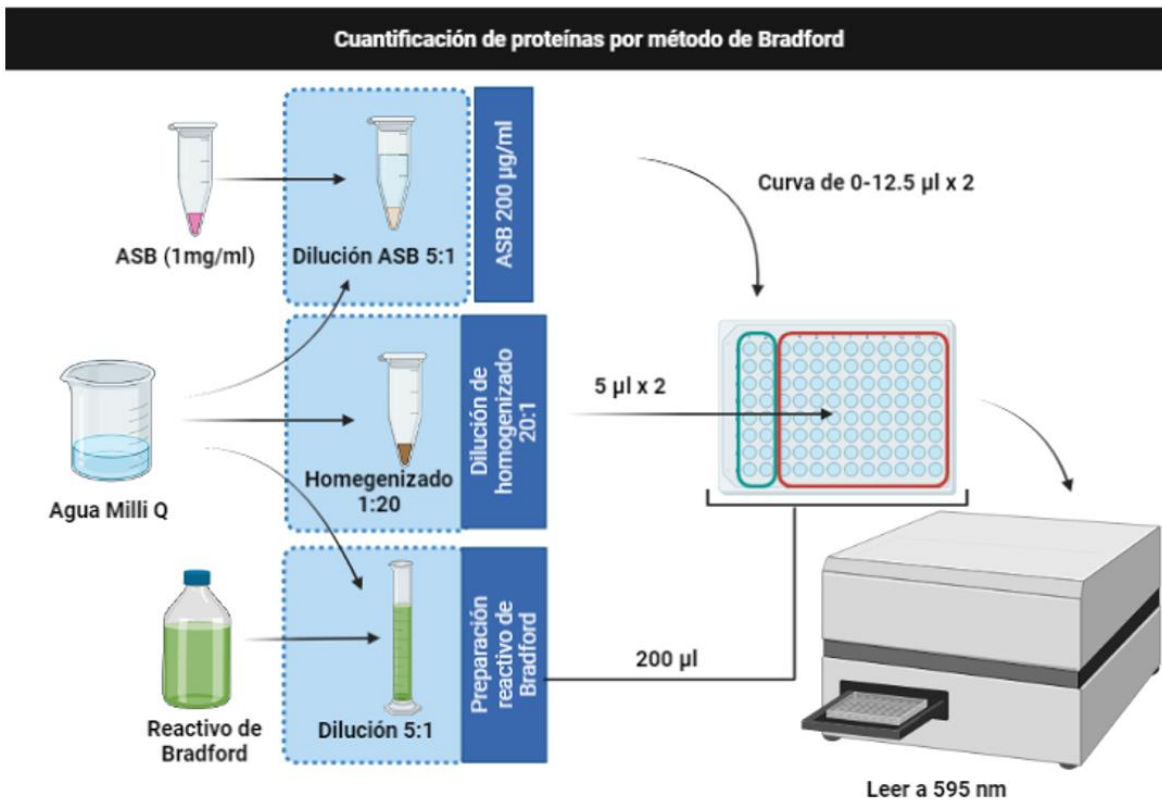 Cuantificación de proteínas por método de Bradford
ASB (1mg/ml)
Dilución ASB 5:1
ASB 200 µg/ml
Curva de 0-12.5 µl x 2
Agua Milli Q
Homegenizado
1:20
Dilución de
homogenizado
20:1
5 µl x 2
Reactivo de
Bradford
Dilución 5:1
Preparación
reactivo de
Bradford
200 µl
Leer a 595 nm